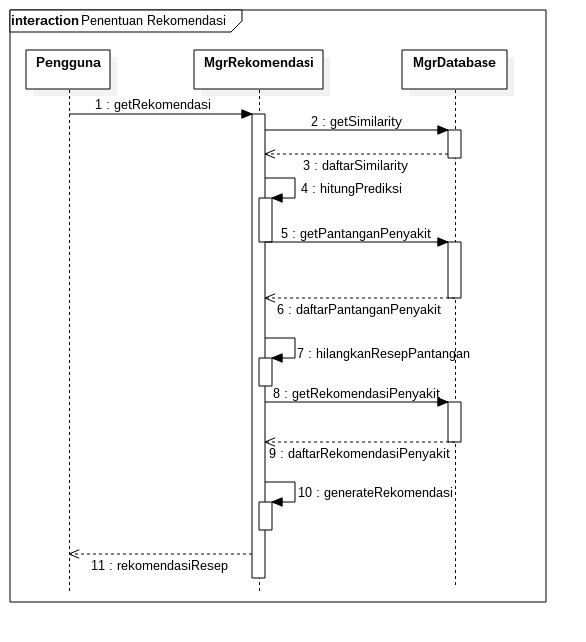 interaction Penentuan Rekomendasi
Pengguna
MgrRekomendasi
MgrDatabase
1 : getRekomendasi
2 : getSimilarity
3 : daftarSimilarity
4 : hitungPrediksi
5 : getPantanganPenyakit
6 : daftarPantanganPenyakit
7 : hilangkanResepPantangan
8 : getRekomendasiPenyakit
9 : daftarRekomendasiPenyakit
10 : generateRekomendasi
11 : rekomendasiResep